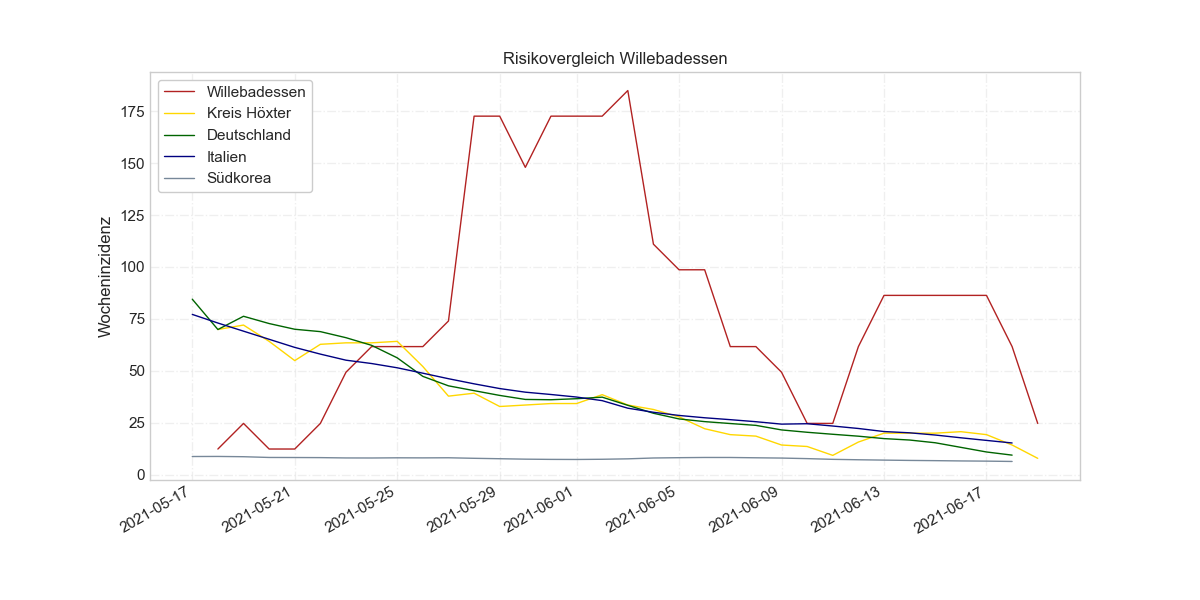 Risikovergleich Willebadessen
Willebadessen
Kreis Höxter
Deutschland
Italien
Südkorea
Wocheninzidenz
175
150
125
100
75
50
25
0
2021-05-17
2021-05-21
2021-05-25
2021-05-29
2021-06-01
2021-06-05
2021-06-09
2021-06-13
2021-06-17